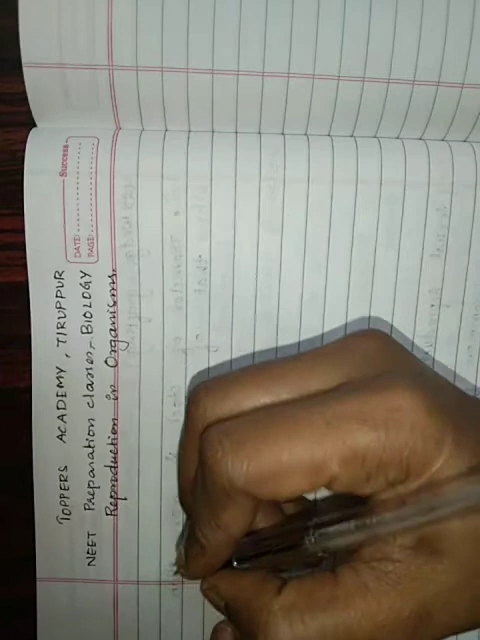 TOPPERS ACADEMY, TIRUPPUR
NEET Preparation classes,- BIOLOGY
Reproduction in Organisms.
Success
DATE:
PAGE: